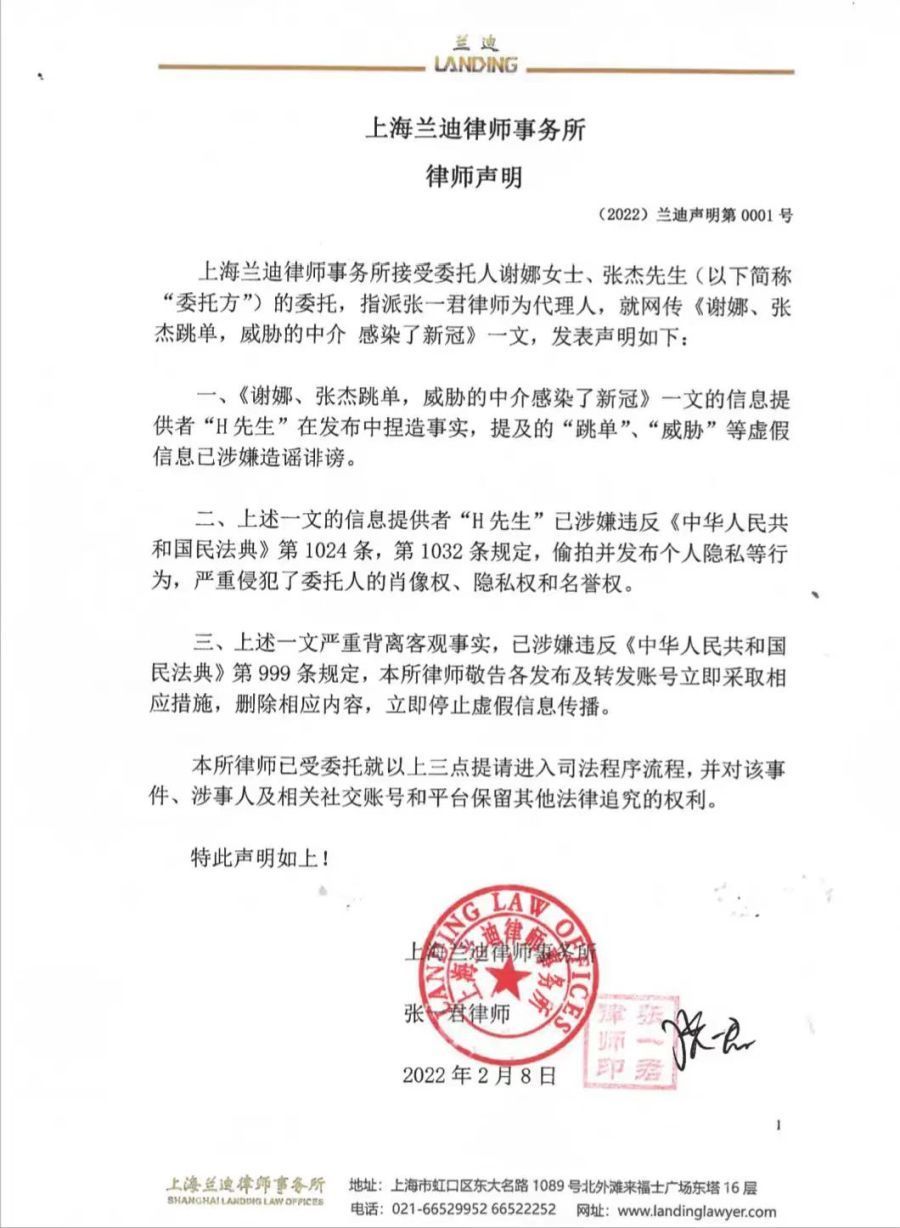 兰迪
LANDING
上海兰迪律师事务所
律师声明
（2022）兰迪声明第 0001 号
上海兰迪律师事务所接受委托人谢娜女士、张杰先生（以下简称
“委托方”）的委托，指派张一君律师为代理人，就网传《谢娜、张
杰跳单，威胁的中介 感染了新冠》一文，发表声明如下：
一、《谢娜、张杰跳单，威胁的中介感染了新冠》一文的信息提
供者“H 先生”在发布中捏造事实，提及的“跳单”、“威胁”等虚假
信息已涉嫌造谣诽谤。
二、上述一文的信息提供者“H 先生”已涉嫌违反《中华人民共
和国民法典》第 1024 条，第 1032 条规定，偷拍并发布个人隐私等行
为，严重侵犯了委托人的肖像权、隐私权和名誉权。
三、上述一文严重背离客观事实，已涉嫌违反《中华人民共和国
民法典》第 999 条规定，本所律师敬告各发布及转发账号立即采取相
应措施，删除相应内容，立即停止虚假信息传播。
本所律师已受委托就以上三点提请进入司法程序流程，并对该事
件、涉事人及相关社交账号和平台保留其他法律追究的权利。
特此声明如上！
LANDING LAW OFFICES
上海兰迪律师事务所
上海兰迪律师事务所
张一君律师
张一君
律师印
张一君
2022 年 2 月 8 日
1
上海兰迪律师事务所
SHANGHAI LANDING LAW OFFICES
地址：上海市虹口区东大名路 1089 号北外滩来福士广场东塔 16 层
电话：021-66529952 66522252 网址：www.landinglawyer.com